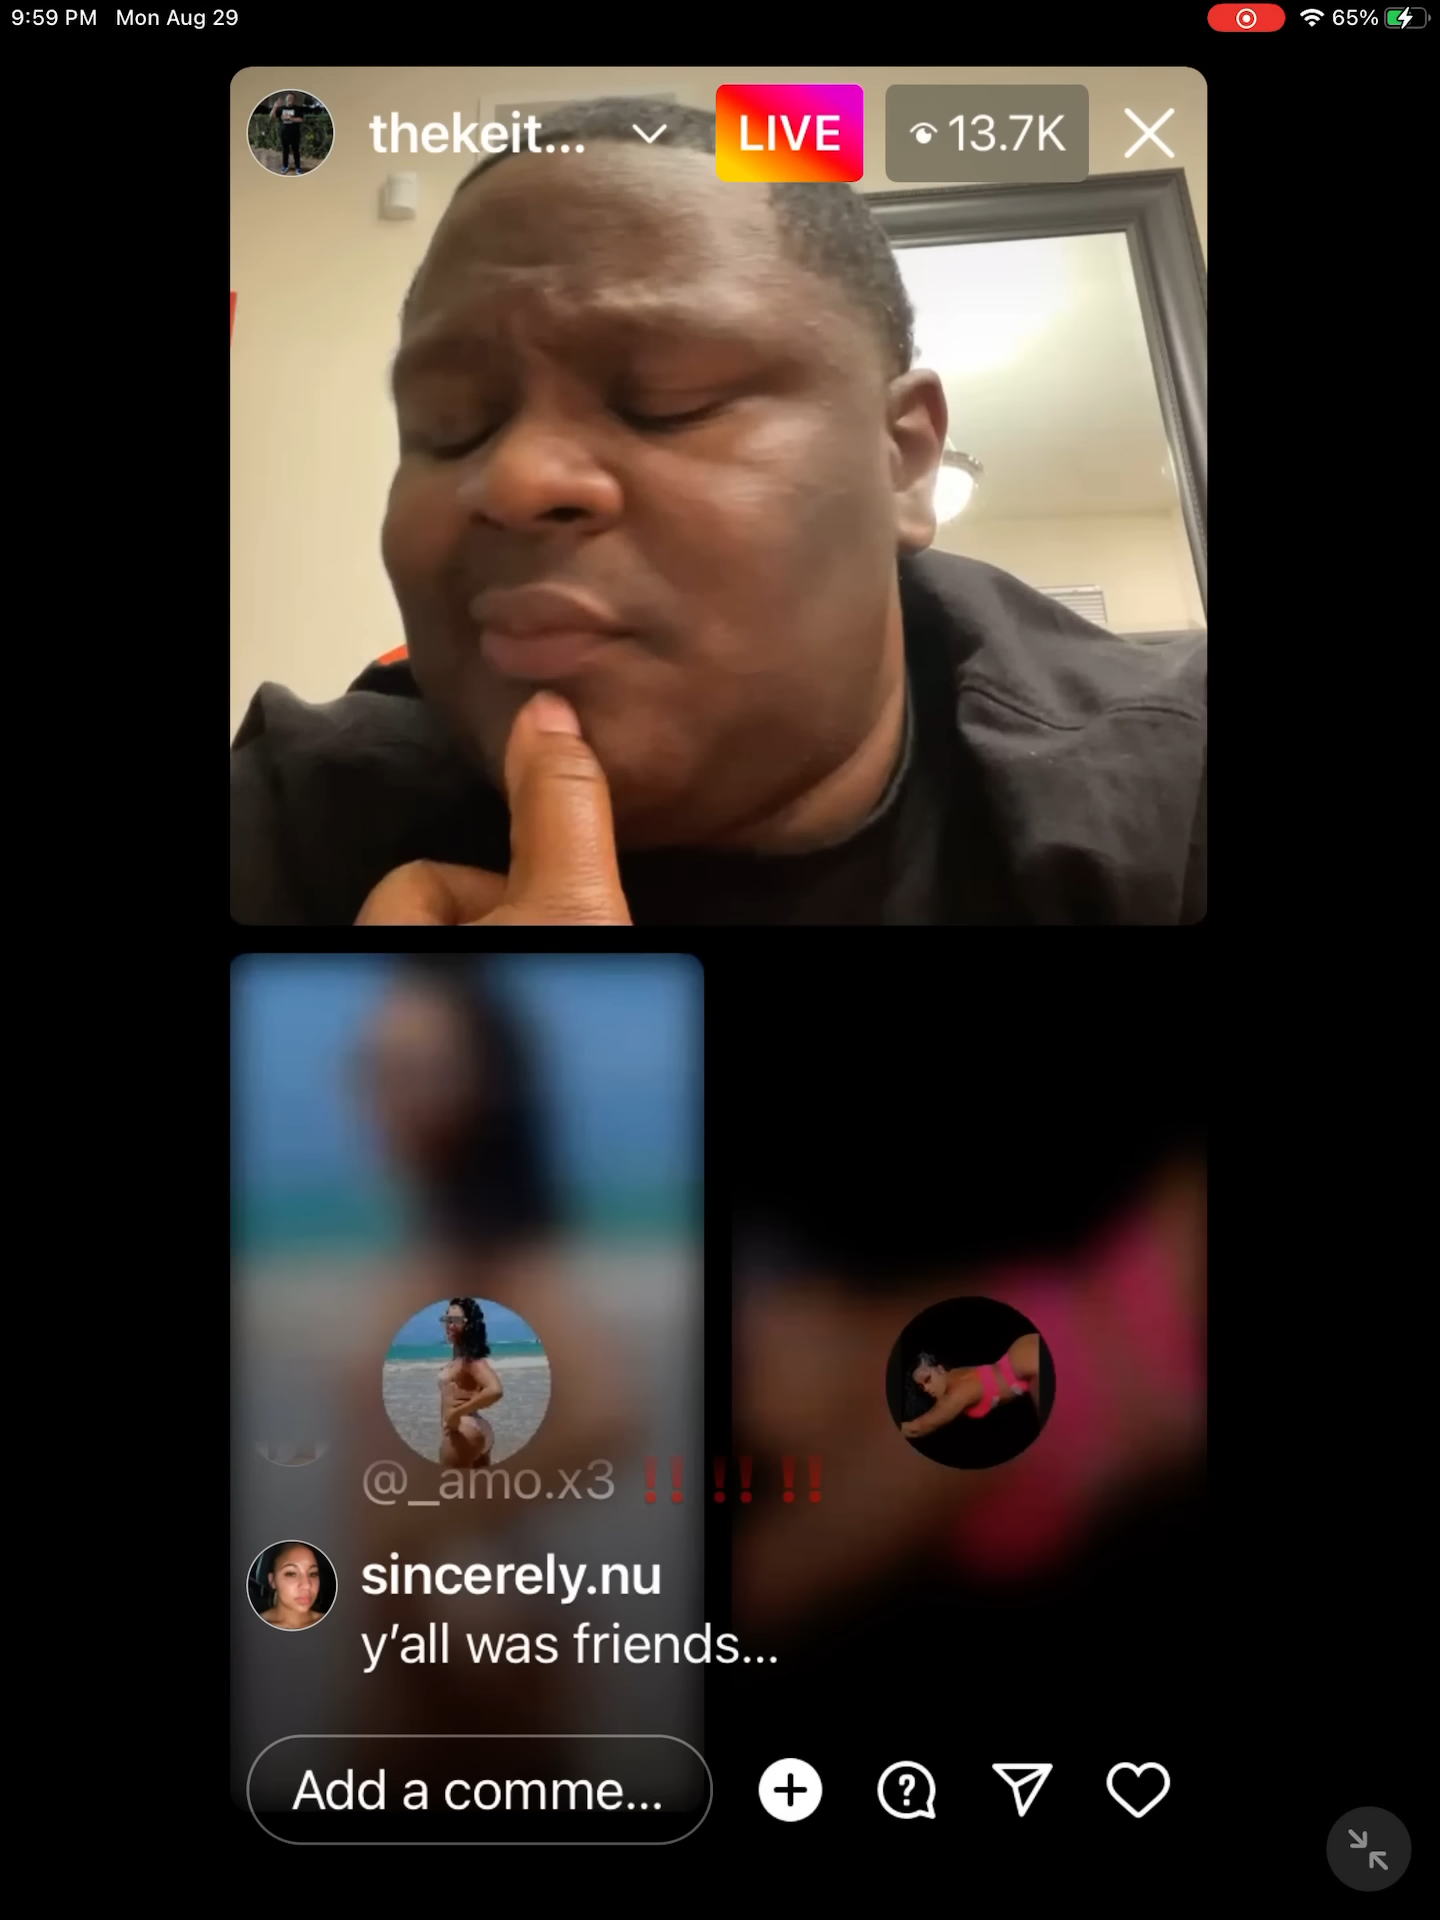 9:59 PM Mon Aug 29
65%
thekeit...
LIVE
13.7K
@_amo.x3 ‼️ ‼️ ‼️
sincerely.nu
y’all was friends...
Add a comme...